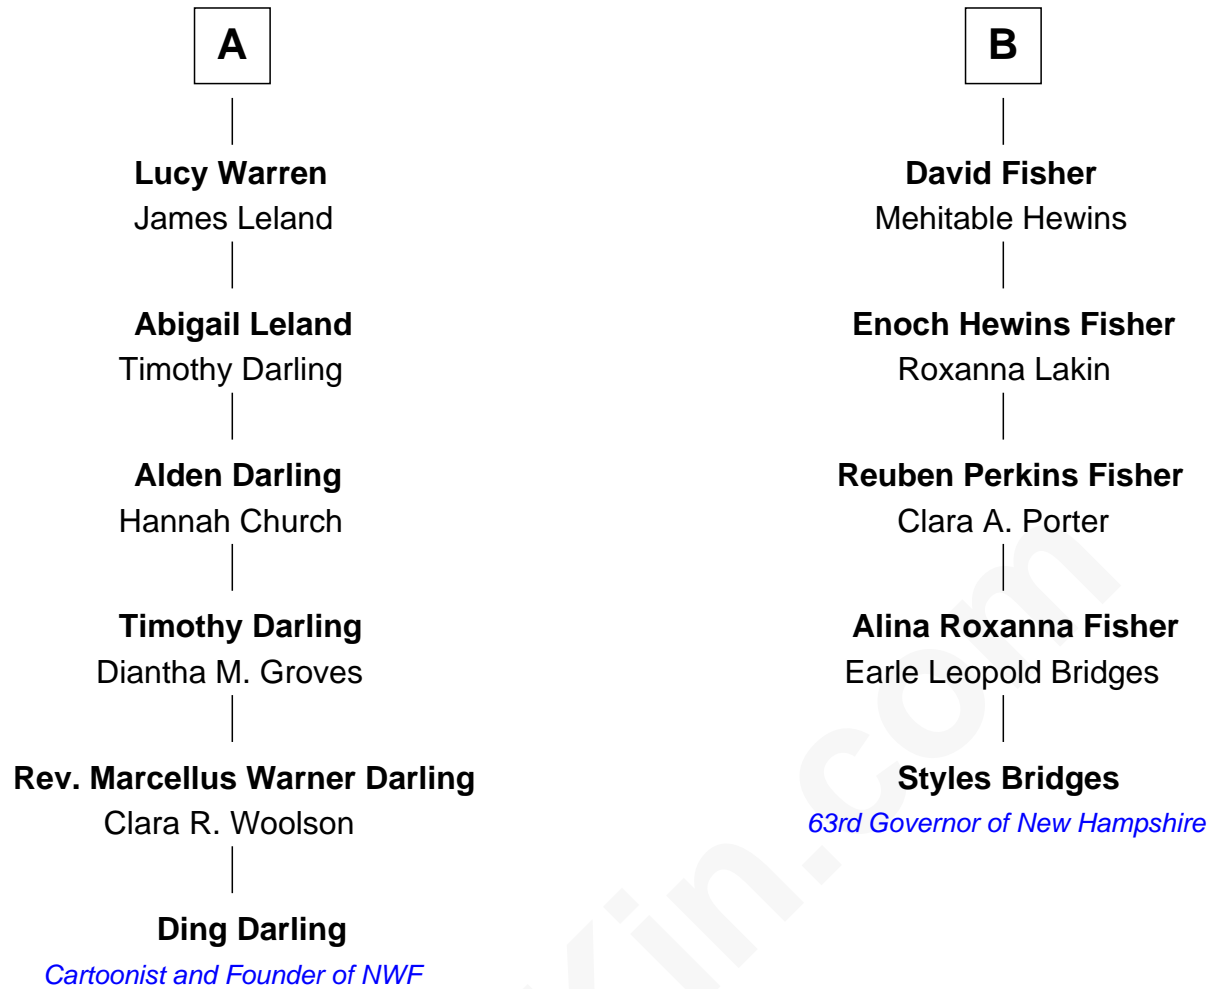 A
Lucy Warren
James Leland
Abigail Leland
Timothy Darling
Alden Darling
Hannah Church
Timothy Darling
Diantha M. Groves
Rev. Marcellus Warner Darling
Clara R. Woolson
Ding Darling
Cartoonist and Founder of NWF
B
David Fisher
Mehitable Hewins
Enoch Hewins Fisher
Roxanna Lakin
Reuben Perkins Fisher
Clara A. Porter
Alina Roxanna Fisher
Earle Leopold Bridges
Styles Bridges
63rd Governor of New Hampshire
Kin.com